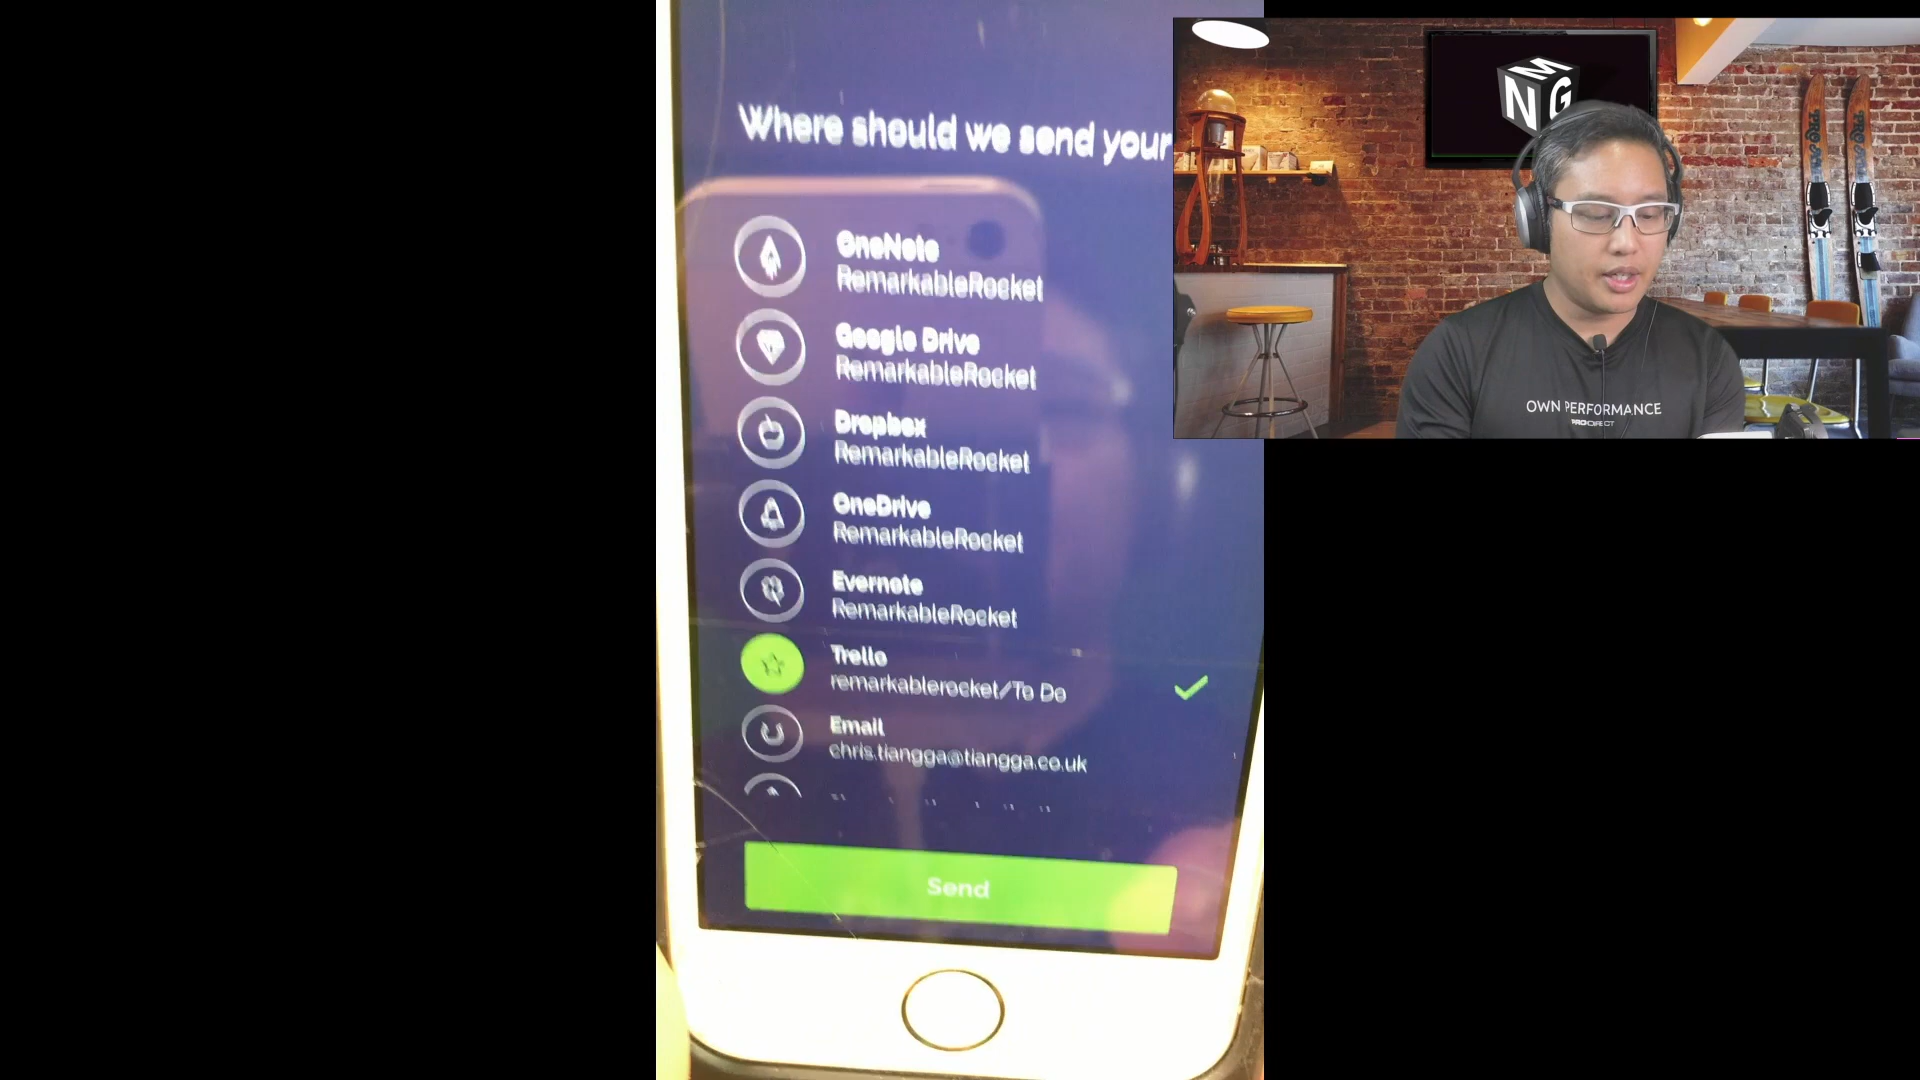 Where should we send your
OneNote
RemarkableRocket
Google Drive
RemarkableRocket
Dropbox
RemarkableRocket
OneDrive
RemarkableRocket
Evernote
RemarkableRocket
Trello
remarkablerocket/To Do
Email
chris.tiangga@tiangga.co.uk
Send
M
N G
OWN PERFORMANCE
PRODIRECT